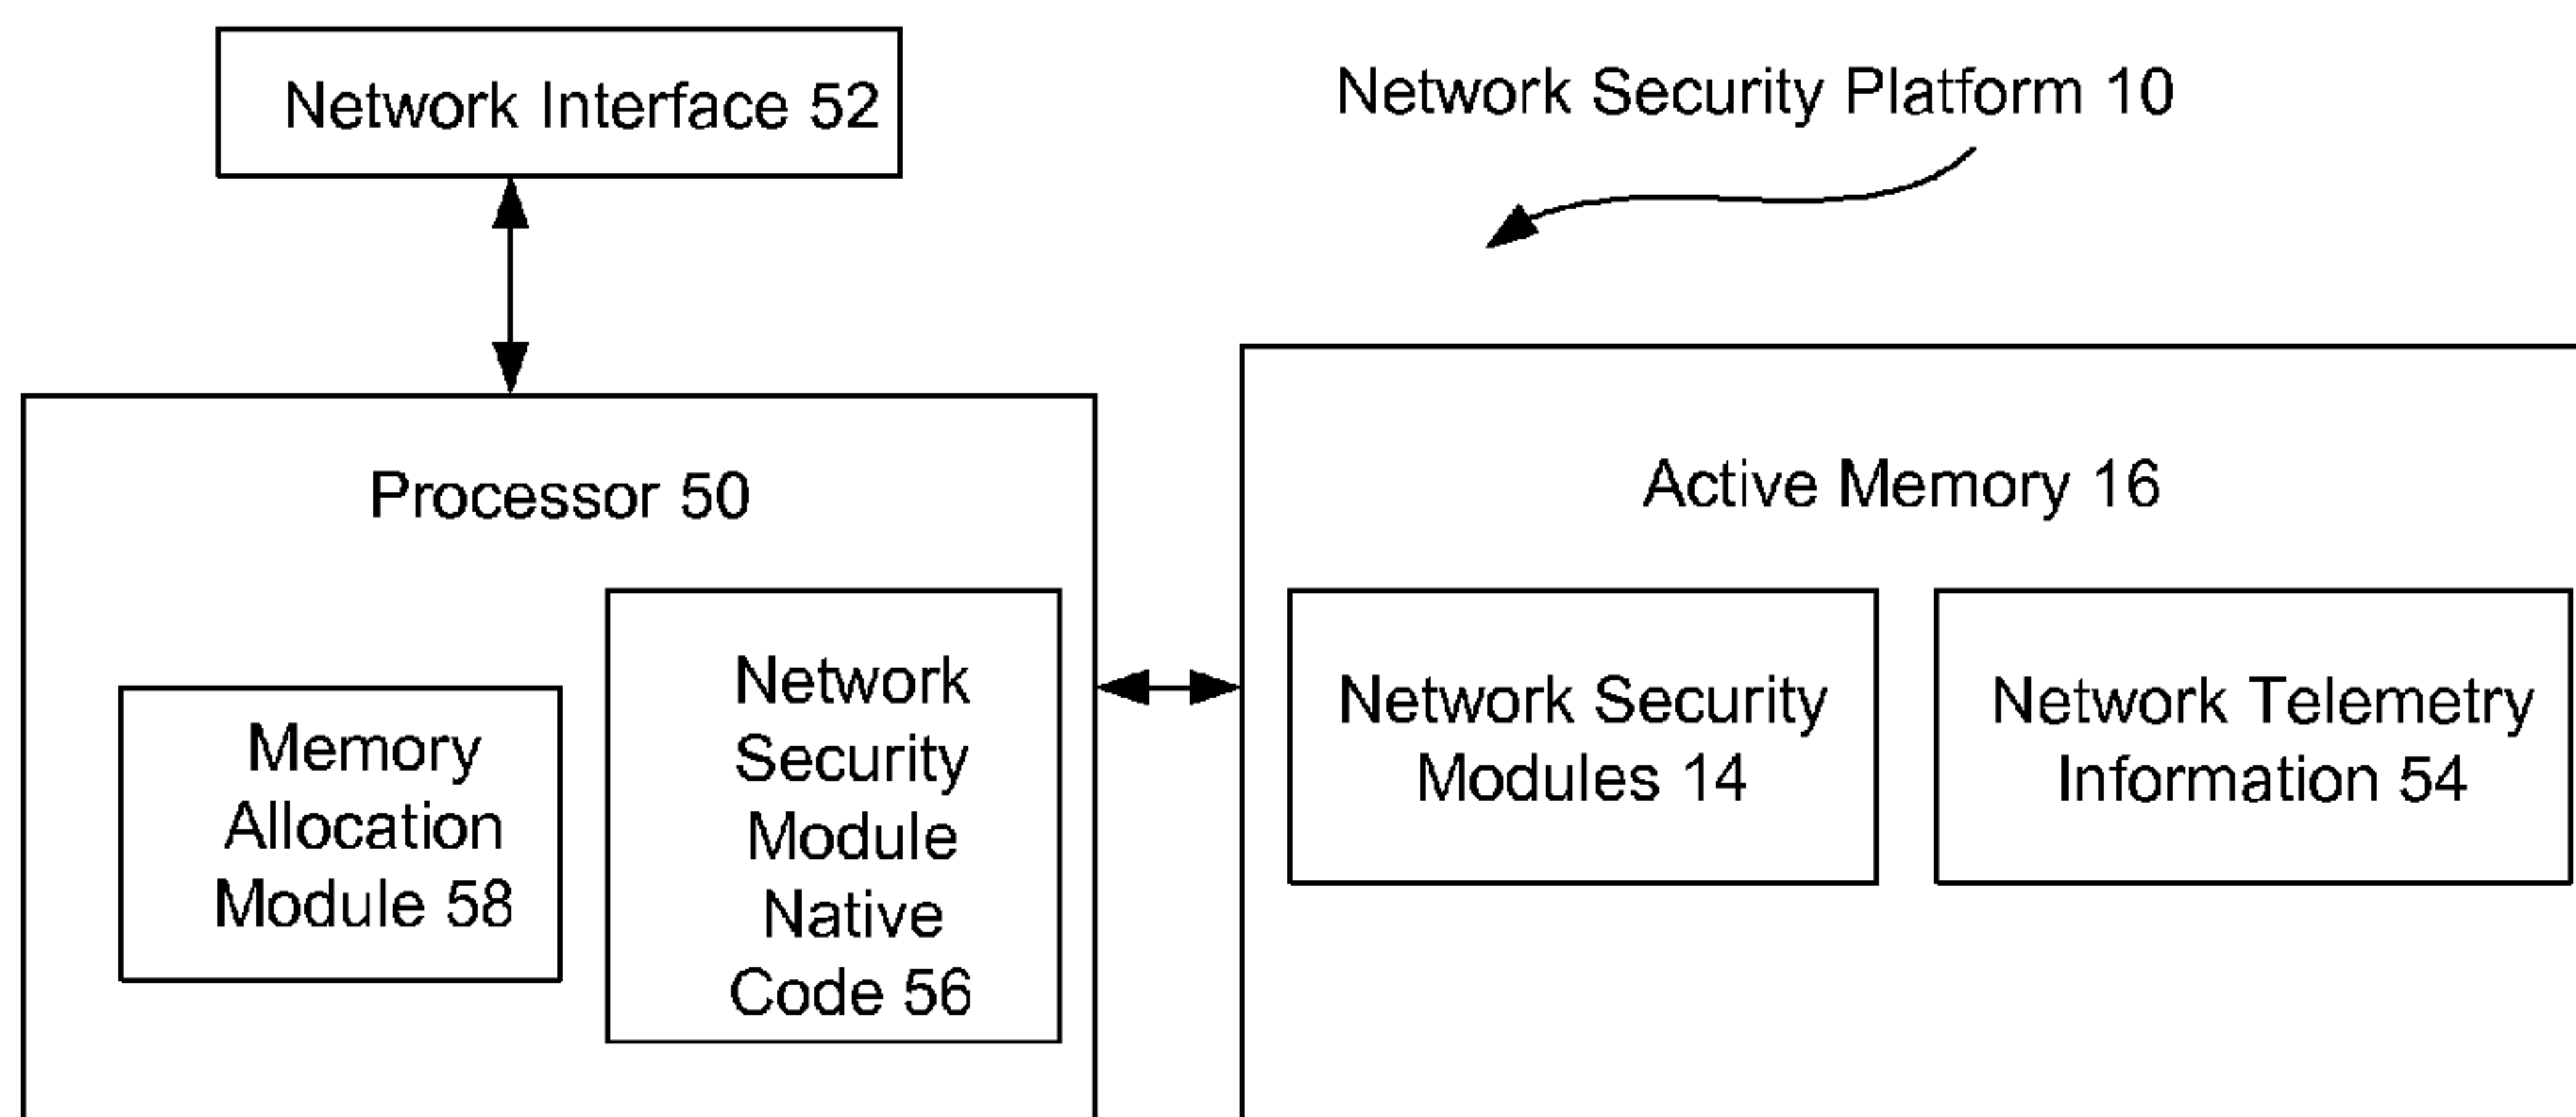 Network Interface 52
Network Security Platform 10
Processor 50
Memory
Allocation
Module 58
Network
Security
Module
Native
Code 56
Active Memory 16
Network Security
Modules 14
Network Telemetry
Information 54